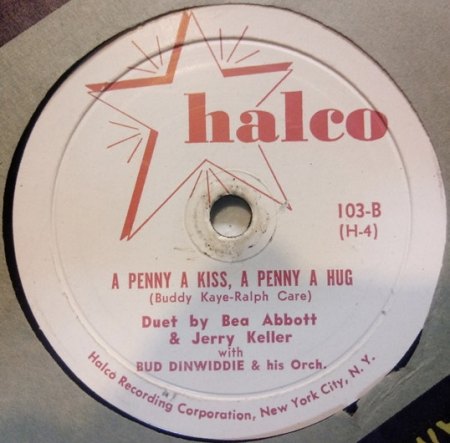 halco
103-B
(H-4)
A PENNY A KISS, A PENNY A HUG
(Buddy Kaye-Ralph Care)
Duet by Bea Abbott
& Jerry Keller
with
BUD DINWIDDIE & his Orch.
Halco Recording Corporation, New York City, N. Y.